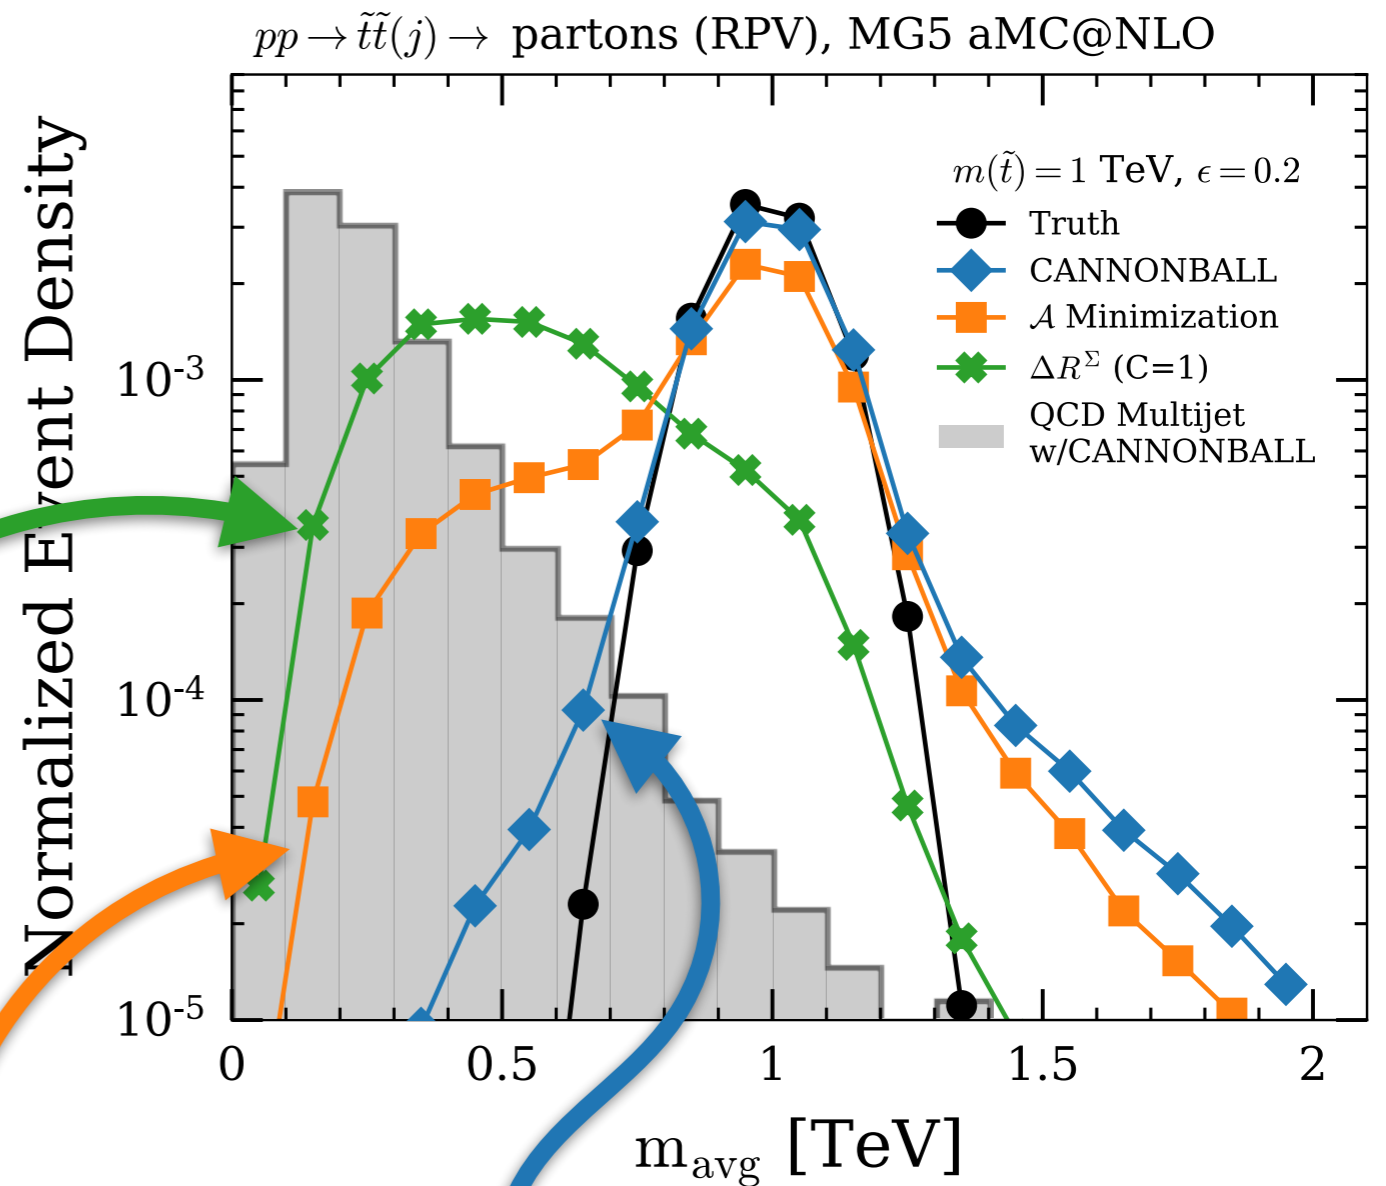 pp → t̃t̃(j) → partons (RPV), MG5 aMC@NLO
Normalized Event Density
10⁻³
10⁻⁴
10⁻⁵
m(t̃) = 1 TeV, ϵ = 0.2
Truth
CANNONBALL
𝒜 Minimization
ΔR^Σ (C=1)
QCD Multijet
w/CANNONBALL
0 0.5 1 1.5 2
m_avg [TeV]